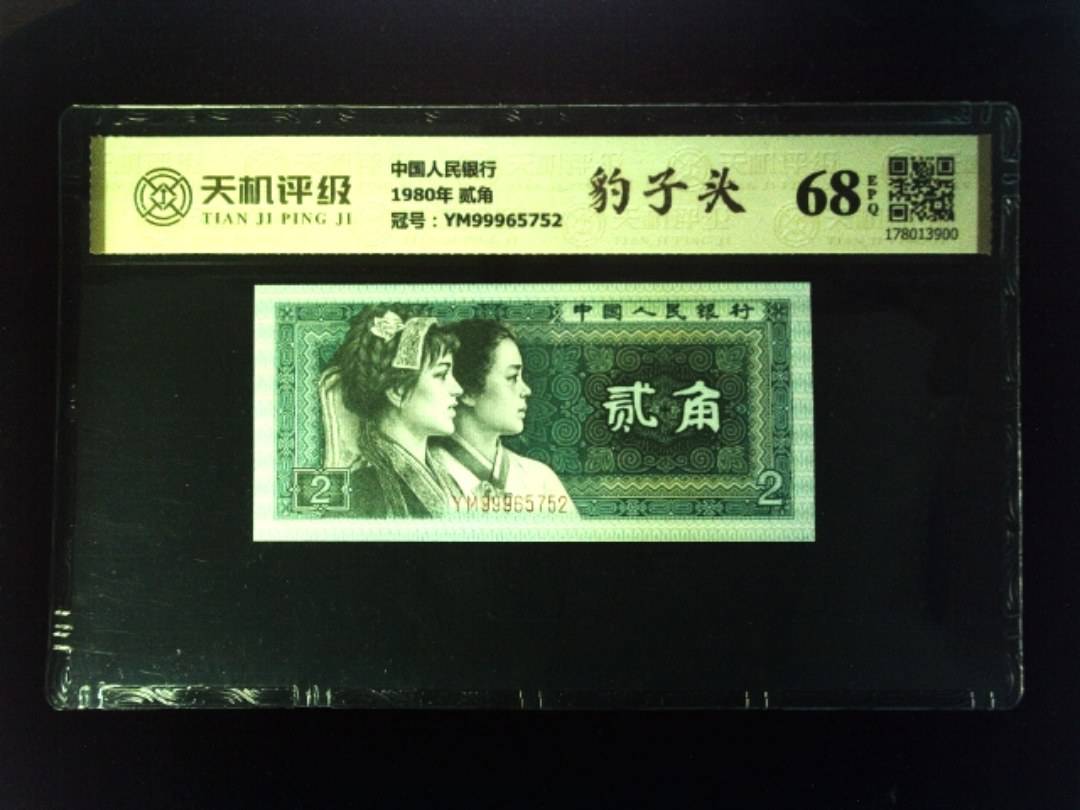 天机评级
TIAN JI PING JI
中国人民银行
1980年 贰角
冠号：YM99965752
豹子头
68
EPQ
178013900
中国人民银行
贰角
2
YM99965752
2